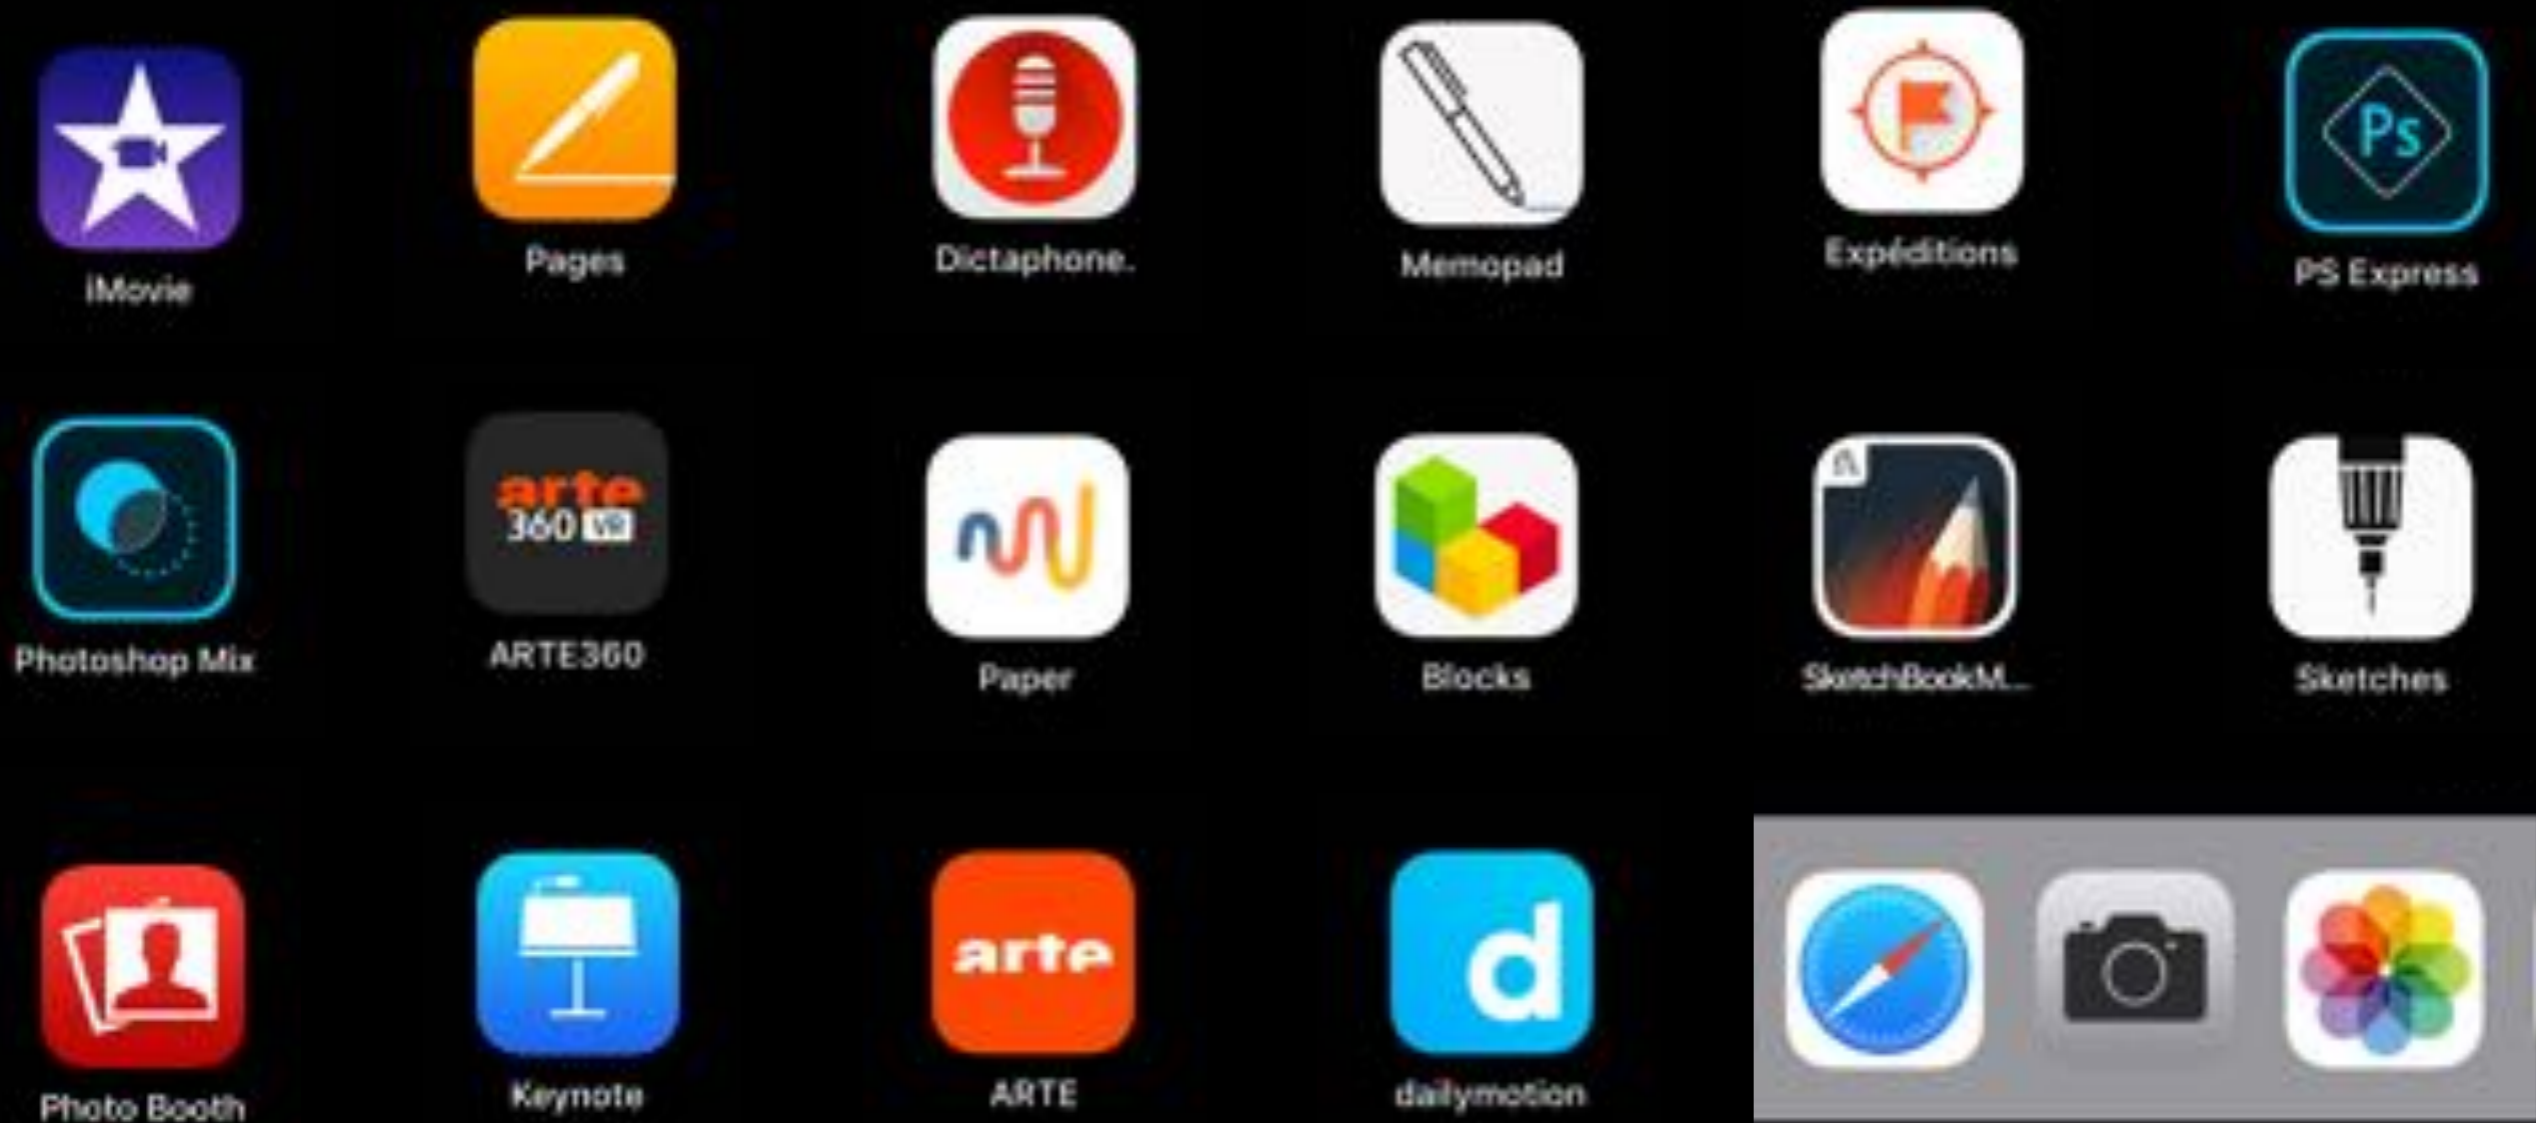 Ps
iMovie
Pages
Dictaphone.
Memopad
Expéditions
PS Express
arte
360 VR
Photoshop Mix
ARTE360
Paper
Blocks
SketchBookM...
Sketches
arte
d
Photo Booth
Keynote
ARTE
dailymotion